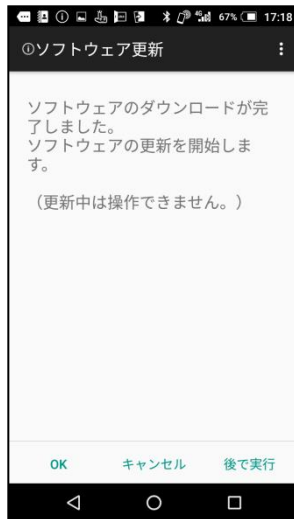 67% 17:18
ソフトウェア更新
ソフトウェアのダウンロードが完
了しました。
ソフトウェアの更新を開始しま
す。
（更新中は操作できません。）
OK キャンセル 後で実行